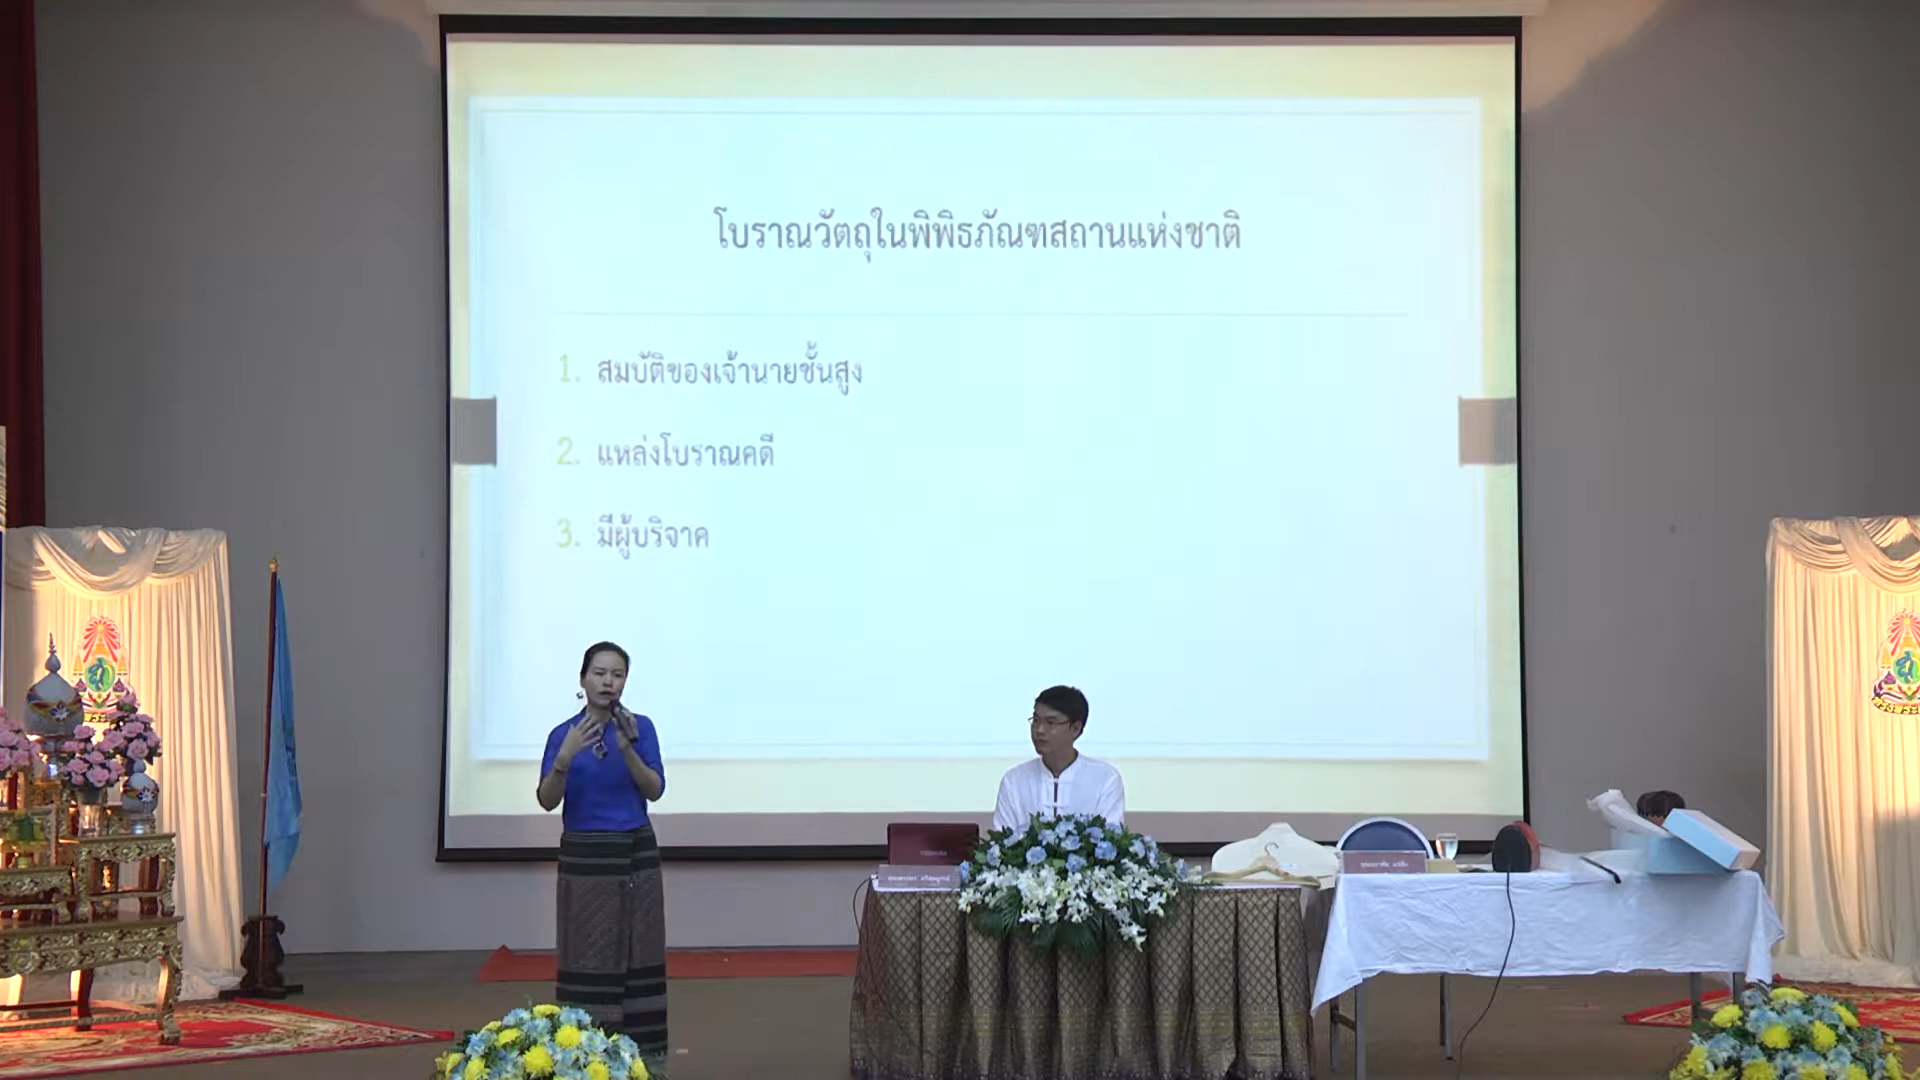 โบราณวัตถุในพิพิธภัณฑสถานแห่งชาติ
1. สมบัติของเจ้านายชั้นสูง
2. แหล่งโบราณคดี
3. มีผู้บริจาค
TOSHIBA